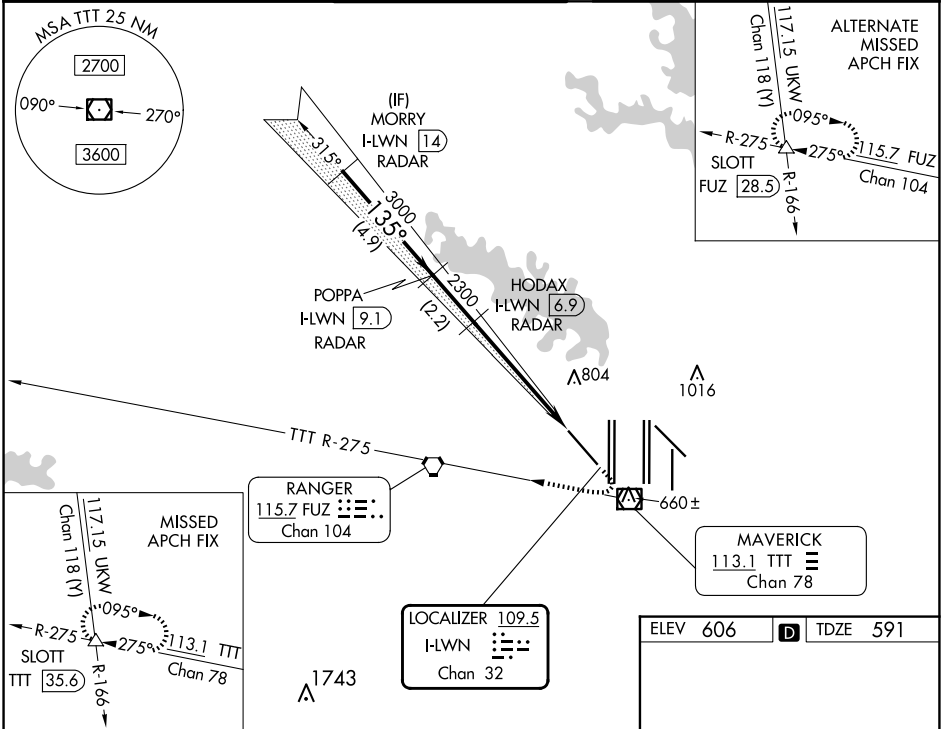 MSA TTT 25 NM
2700
090°
270°
3600
(IF)
MORRY
I-LWN 14
RADAR
315°
3000
135°
(4.9)
2300
(2.2)
POPPA
I-LWN 9.1
RADAR
HODAX
I-LWN 6.9
RADAR
804
1016
ALTERNATE
MISSED
APCH FIX
117.15 UKW
Chan 118 (Y)
095°
R-275
275°
115.7 FUZ
Chan 104
SLOTT
FUZ 28.5
R-166
TTT R-275
RANGER
115.7 FUZ
Chan 104
660±
MAVERICK
113.1 TTT
Chan 78
MISSED
APCH FIX
117.15 UKW
Chan 118 (Y)
095°
R-275
275°
113.1 TTT
Chan 78
SLOTT
TTT 35.6
R-166
LOCALIZER 109.5
I-LWN
Chan 32
1743
ELEV 606 D TDZE 591